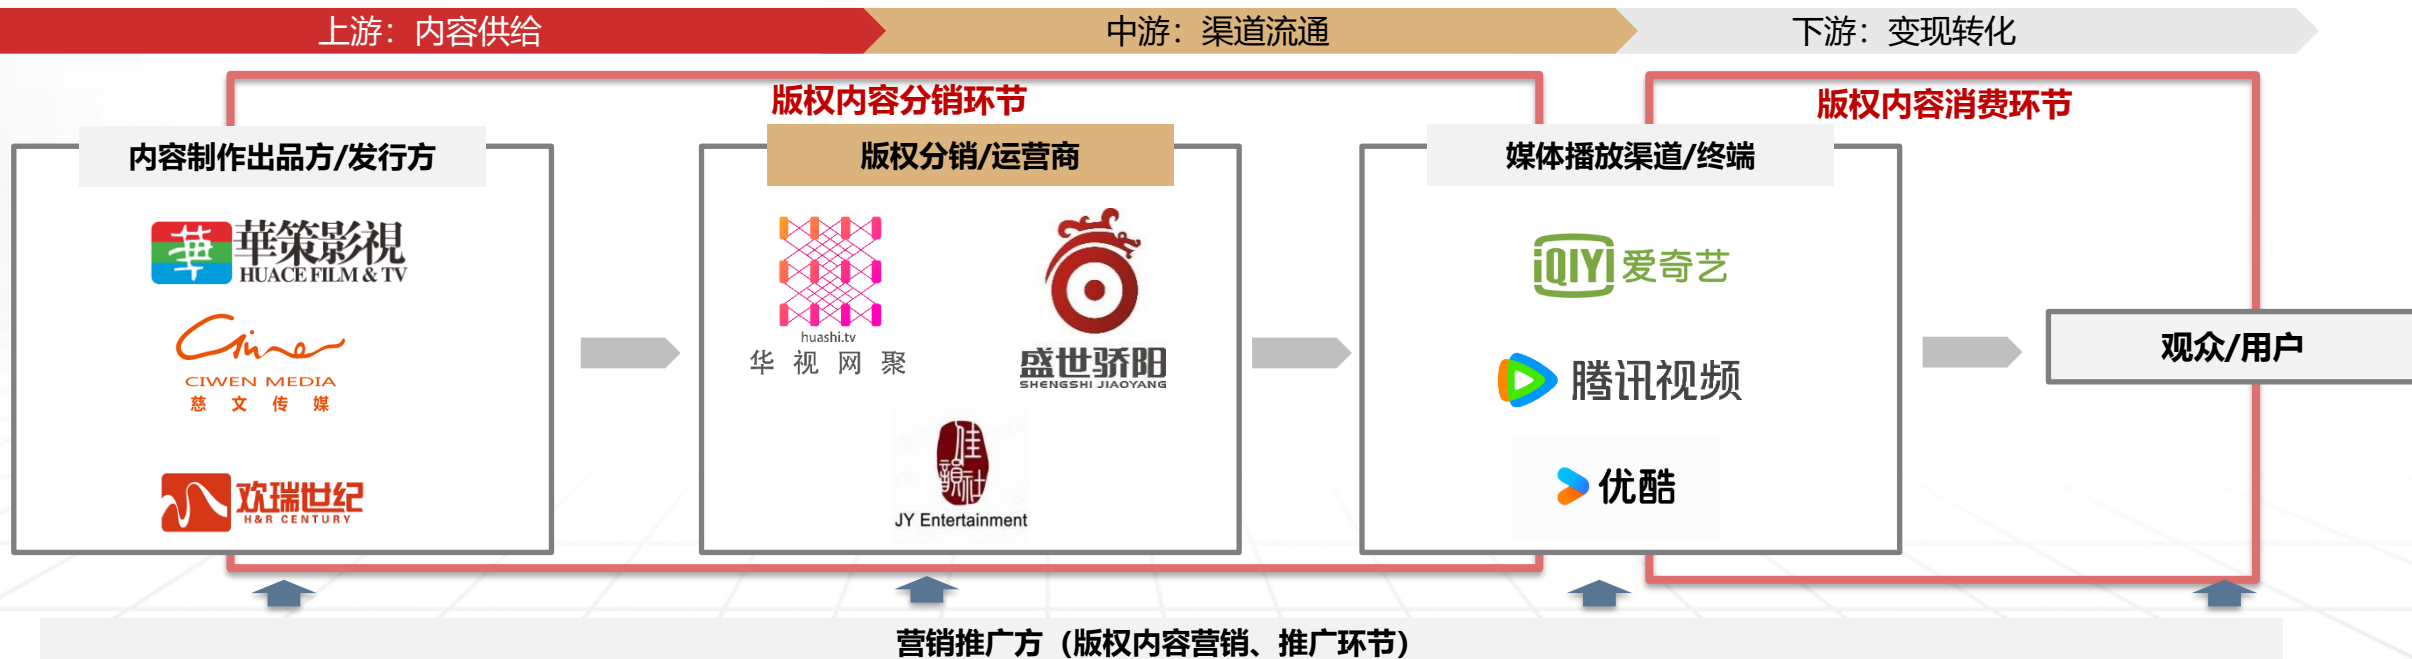 上游：内容供给
中游：渠道流通
下游：变现转化
版权内容分销环节
版权内容消费环节
内容制作出品方/发行方
版权分销/运营商
媒体播放渠道/终端
華
華策影視
HUACE FILM & TV
Cine
CIWEN MEDIA
慈文传媒
欢瑞世纪
H&R CENTURY
huashi.tv
华视网聚
盛世骄阳
SHENGSHI JIAOYANG
佳韻社
JY Entertainment
iQIYI 爱奇艺
腾讯视频
优酷
观众/用户
营销推广方（版权内容营销、推广环节）